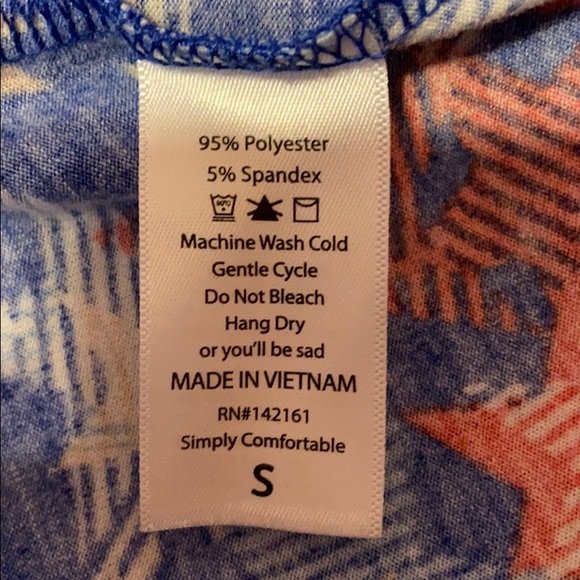 95% Polyester
5% Spandex
Machine Wash Cold
Gentle Cycle
Do Not Bleach
Hang Dry
or you'll be sad
MADE IN VIETNAM
RN#142161
Simply Comfortable
S